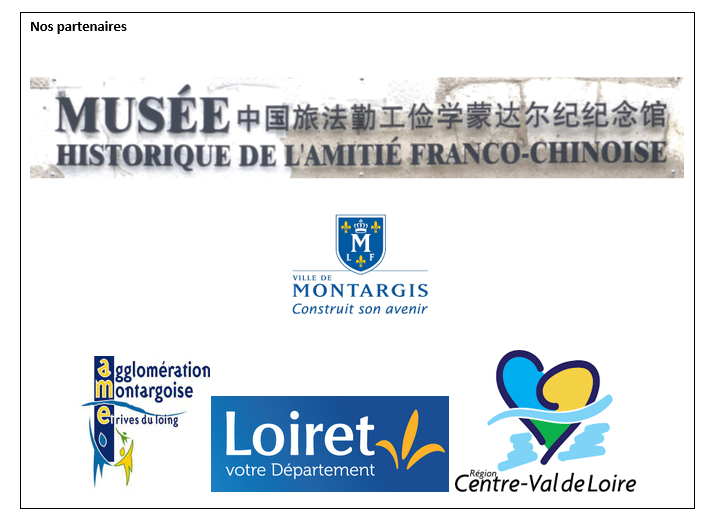 Nos partenaires
MUSÉE 中国旅法勤工俭学蒙达尔纪纪念馆
HISTORIQUE DE L'AMITIÉ FRANCO-CHINOISE
M
L F
VILLE DE
MONTARGIS
Construit son avenir
agglomération
montargoise
et rives du loing
Loiret
votre Département
Région
Centre-Val de Loire